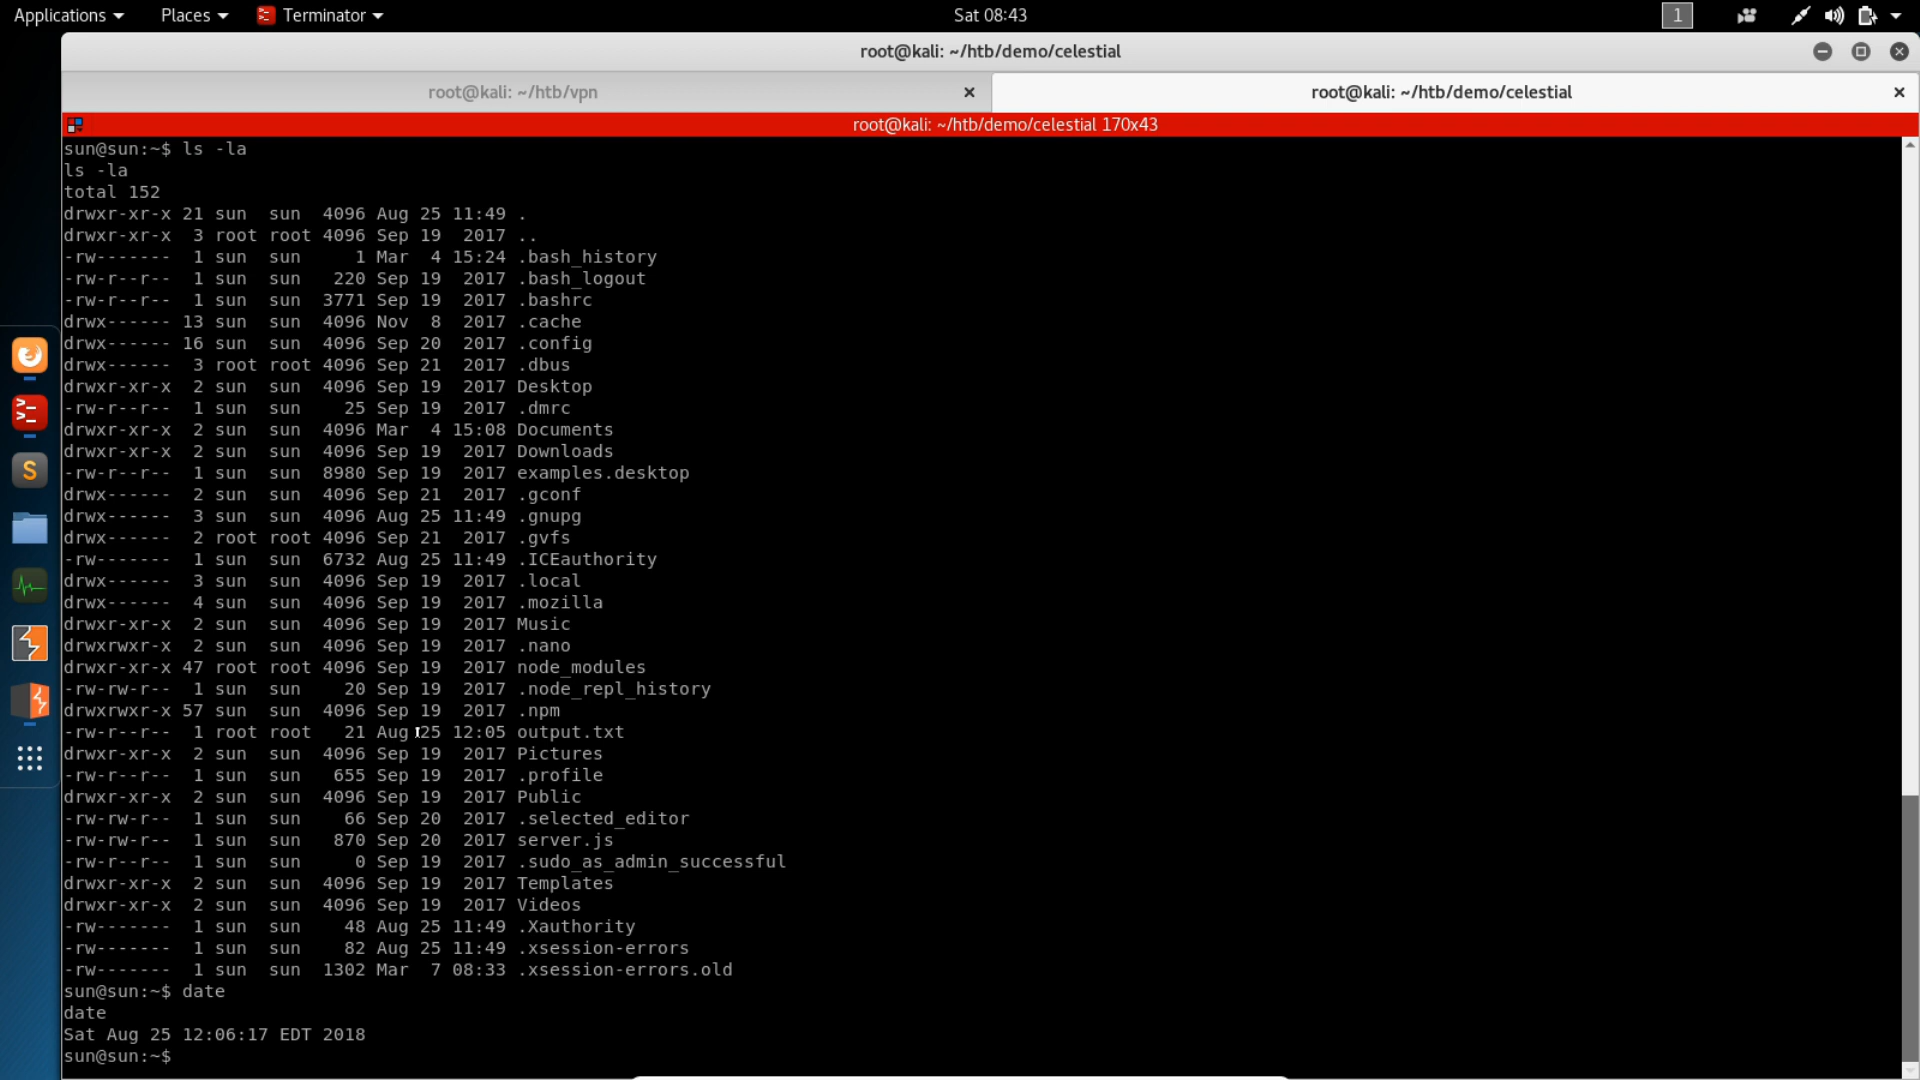 Applications Places Terminator Sat 08:43 1
root@kali: ~/htb/demo/celestial
root@kali: ~/htb/vpn root@kali: ~/htb/demo/celestial
root@kali: ~/htb/demo/celestial 170x43
sun@sun:~$ ls -la
ls -la
total 152
drwxr-xr-x 21 sun  sun  4096 Aug 25 11:49 .
drwxr-xr-x  3 root root 4096 Sep 19  2017 ..
-rw-------  1 sun  sun     1 Mar  4 15:24 .bash_history
-rw-r--r--  1 sun  sun   220 Sep 19  2017 .bash_logout
-rw-r--r--  1 sun  sun  3771 Sep 19  2017 .bashrc
drwx------ 13 sun  sun  4096 Nov  8  2017 .cache
drwx------ 16 sun  sun  4096 Sep 20  2017 .config
drwx------  3 root root 4096 Sep 21  2017 .dbus
drwxr-xr-x  2 sun  sun  4096 Sep 19  2017 Desktop
-rw-r--r--  1 sun  sun    25 Sep 19  2017 .dmrc
drwxr-xr-x  2 sun  sun  4096 Mar  4 15:08 Documents
drwxr-xr-x  2 sun  sun  4096 Sep 19  2017 Downloads
-rw-r--r--  1 sun  sun  8980 Sep 19  2017 examples.desktop
drwx------  2 sun  sun  4096 Sep 21  2017 .gconf
drwx------  3 sun  sun  4096 Aug 25 11:49 .gnupg
drwx------  2 root root 4096 Sep 21  2017 .gvfs
-rw-------  1 sun  sun  6732 Aug 25 11:49 .ICEauthority
drwx------  3 sun  sun  4096 Sep 19  2017 .local
drwx------  4 sun  sun  4096 Sep 19  2017 .mozilla
drwxr-xr-x  2 sun  sun  4096 Sep 19  2017 Music
drwxrwxr-x  2 sun  sun  4096 Sep 19  2017 .nano
drwxr-xr-x 47 root root 4096 Sep 19  2017 node_modules
-rw-rw-r--  1 sun  sun    20 Sep 19  2017 .node_repl_history
drwxrwxr-x 57 sun  sun  4096 Sep 19  2017 .npm
-rw-r--r--  1 root root   21 Aug 25 12:05 output.txt
drwxr-xr-x  2 sun  sun  4096 Sep 19  2017 Pictures
-rw-r--r--  1 sun  sun   655 Sep 19  2017 .profile
drwxr-xr-x  2 sun  sun  4096 Sep 19  2017 Public
-rw-rw-r--  1 sun  sun    66 Sep 20  2017 .selected_editor
-rw-rw-r--  1 sun  sun   870 Sep 20  2017 server.js
-rw-r--r--  1 sun  sun     0 Sep 19  2017 .sudo_as_admin_successful
drwxr-xr-x  2 sun  sun  4096 Sep 19  2017 Templates
drwxr-xr-x  2 sun  sun  4096 Sep 19  2017 Videos
-rw-------  1 sun  sun    48 Aug 25 11:49 .Xauthority
-rw-------  1 sun  sun    82 Aug 25 11:49 .xsession-errors
-rw-------  1 sun  sun  1302 Mar  7 08:33 .xsession-errors.old
sun@sun:~$ date
date
Sat Aug 25 12:06:17 EDT 2018
sun@sun:~$